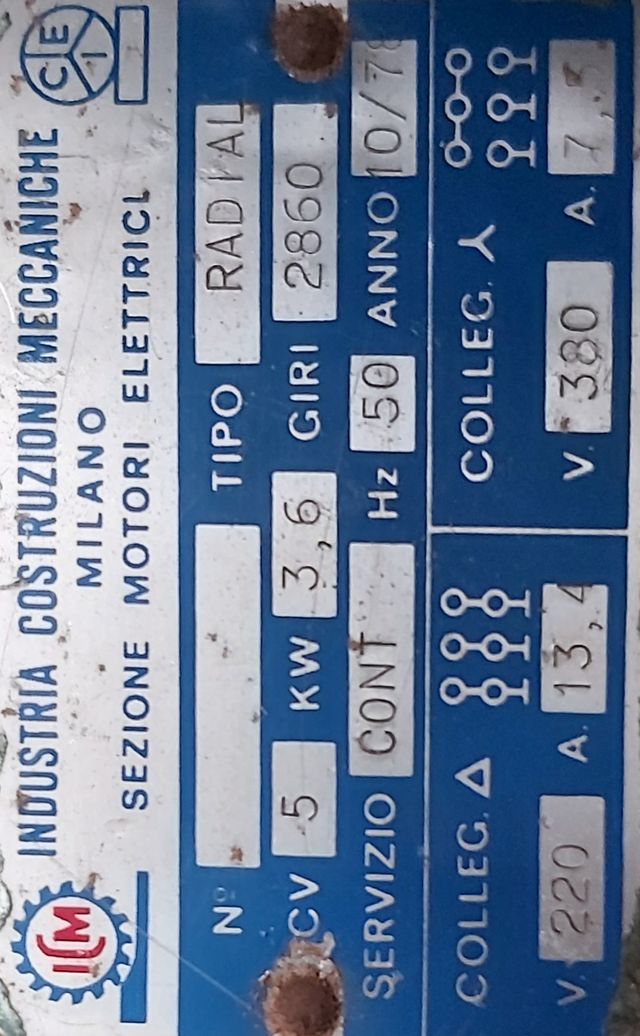 INDUSTRIA COSTRUZIONI MECCANICHE
MILANO
SEZIONE MOTORI ELETTRICI
ICM
CEI
N° TIPO RADIAL
CV 5 KW 3,6 GIRI 2860
SERVIZIO CONT Hz 50 ANNO 10/78
COLLEG. Δ COLLEG. Y
V. 220 A. 13,4 V. 380 A. 7,5